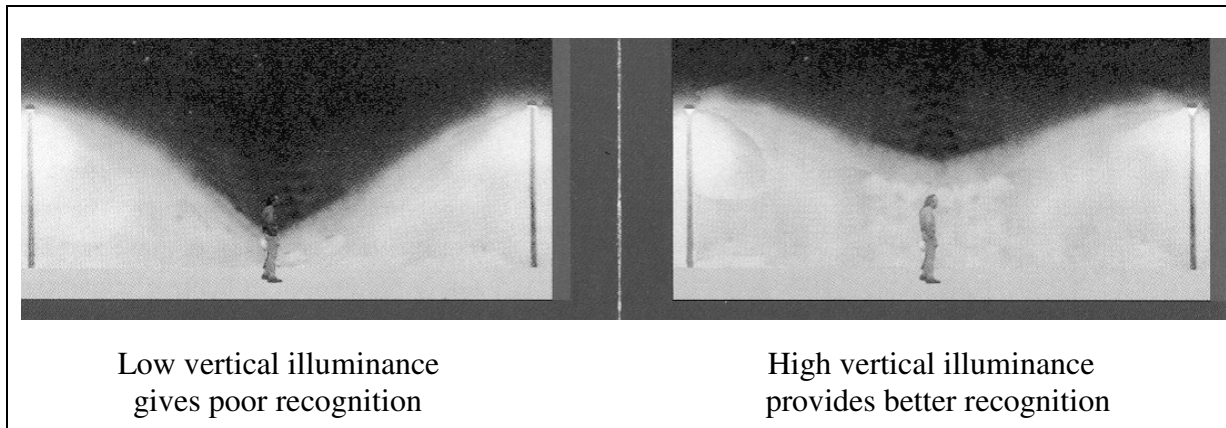 Low vertical illuminance
gives poor recognition
High vertical illuminance
provides better recognition